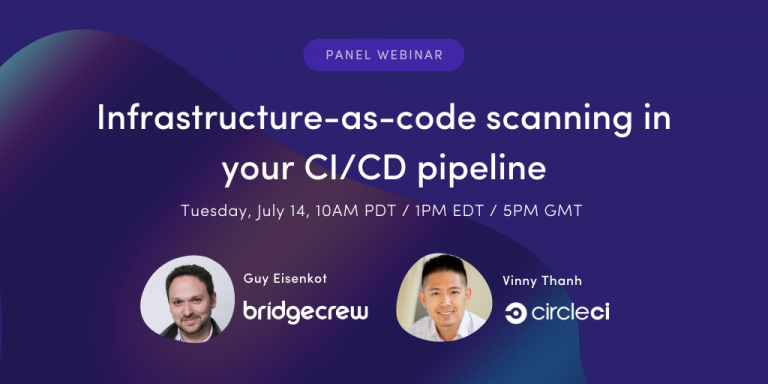 PANEL WEBINAR
Infrastructure-as-code scanning in
your CI/CD pipeline
Tuesday, July 14, 10AM PDT / 1PM EDT / 5PM GMT
Guy Eisenkot
bridgecrew
Vinny Thanh
circleci